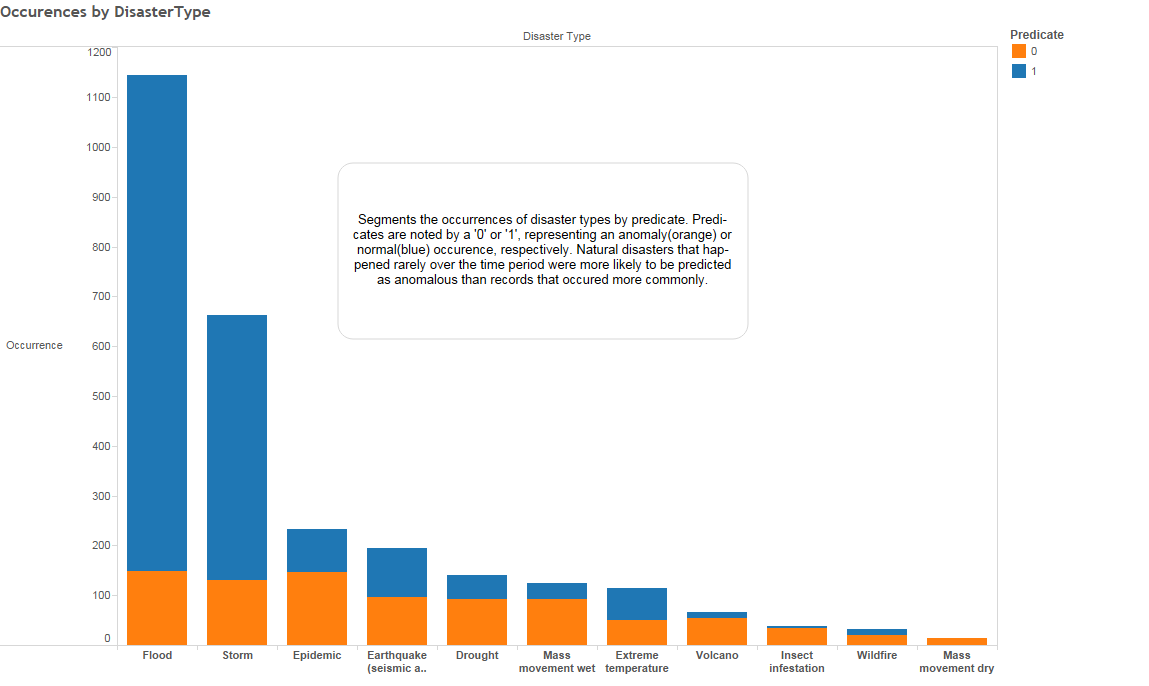 Occurences by DisasterType
Disaster Type
Predicate
0
1
1200
1100
1000
900
800
700
600
500
400
300
200
100
0
Occurrence
Segments the occurrences of disaster types by predicate. Predi-
cates are noted by a '0' or '1', representing an anomaly(orange) or
normal(blue) occurence, respectively. Natural disasters that hap-
pened rarely over the time period were more likely to be predicted
as anomalous than records that occured more commonly.
Flood
Storm
Epidemic
Earthquake
(seismic a..
Drought
Mass
movement wet
Extreme
temperature
Volcano
Insect
infestation
Wildfire
Mass
movement dry